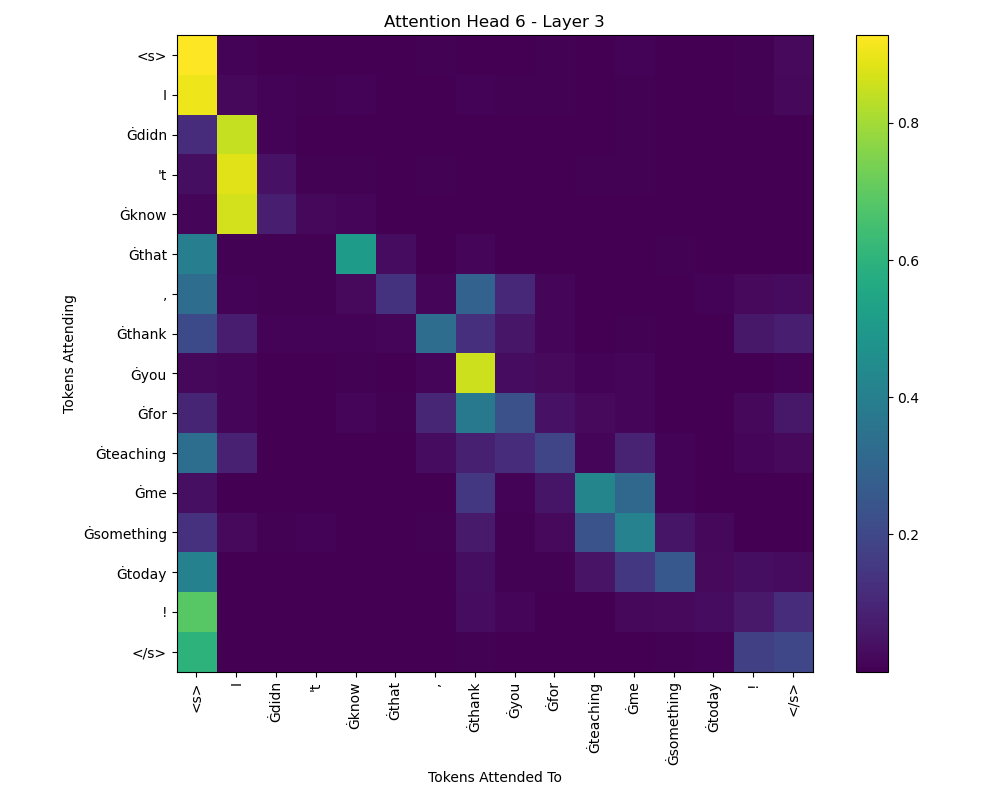 Attention Head 6 - Layer 3
<s>
I
Ġdidn
't
Ġknow
Ġthat
,
Ġthank
Ġyou
Ġfor
Ġteaching
Ġme
Ġsomething
Ġtoday
!
</s>
Tokens Attending
<s>
I
Ġdidn
't
Ġknow
Ġthat
,
Ġthank
Ġyou
Ġfor
Ġteaching
Ġme
Ġsomething
Ġtoday
!
</s>
Tokens Attended To
0.8
0.6
0.4
0.2